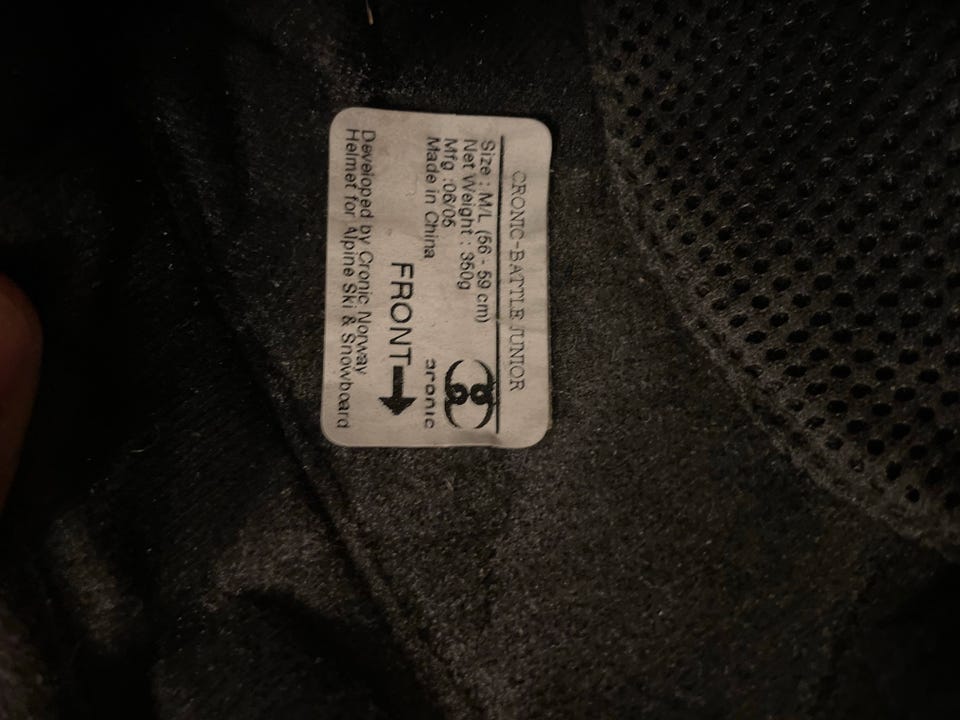 CRONIC-BATTLE JUNIOR
Size : M/L (56 - 59 cm)
Net Weight : 350g
Mfg :06/05
Made in China
cronic
FRONT
Developed by Cronic Norway
Helmet for Alpine Ski & Snowboard